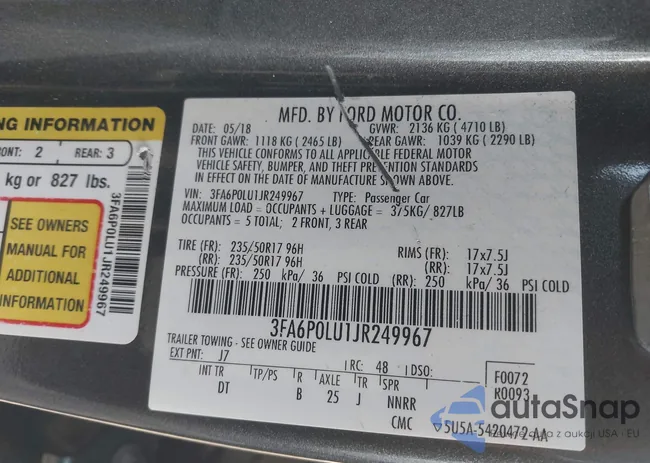 NG INFORMATION
ONT: 2 REAR: 3
kg or 827 lbs.
SEE OWNERS
MANUAL FOR
ADDITIONAL
INFORMATION
3FA6P0LU1JR249967
MFD. BY FORD MOTOR CO.
DATE: 05/18 GVWR: 2136 KG ( 4710 LB)
FRONT GAWR: 1118 KG ( 2465 LB) REAR GAWR: 1039 KG ( 2290 LB)
THIS VEHICLE CONFORMS TO ALL APPLICABLE FEDERAL MOTOR
VEHICLE SAFETY, BUMPER, AND THEFT PREVENTION STANDARDS
IN EFFECT ON THE DATE OF MANUFACTURE SHOWN ABOVE.
VIN: 3FA6P0LU1JR249967 TYPE: Passenger Car
MAXIMUM LOAD = OCCUPANTS + LUGGAGE = 375KG/ 827LB
OCCUPANTS = 5 TOTAL; 2 FRONT, 3 REAR
TIRE (FR): 235/50R17 96H RIMS (FR): 17x7.5J
(RR): 235/50R17 96H (RR): 17x7.5J
PRESSURE (FR): 250 kPa/ 36 PSI COLD (RR): 250 kPa/ 36 PSI COLD
3FA6P0LU1JR249967
TRAILER TOWING - SEE OWNER GUIDE
EXT PNT: J7 RC: 48 DSO: F0072
INT TR TP/PS R AXLE TR SPR R0093
DT B 25 J NNRR
CMC ▽5U5A-5420472-AA
autoSnap
z aukcji USA - EU